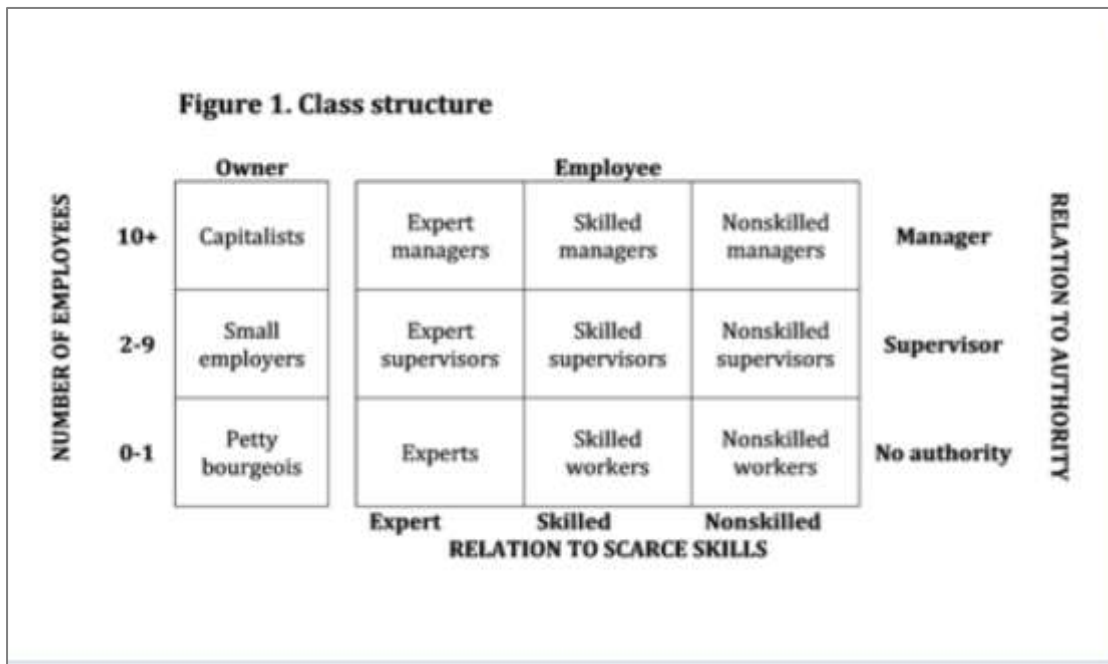 Figure 1. Class structure
Owner
Employee
NUMBER OF EMPLOYEES
10+
Capitalists
Expert
managers
Skilled
managers
Nonskilled
managers
Manager
2-9
Small
employers
Expert
supervisors
Skilled
supervisors
Nonskilled
supervisors
Supervisor
0-1
Petty
bourgeois
Experts
Skilled
workers
Nonskilled
workers
No authority
RELATION TO AUTHORITY
Expert
Skilled
Nonskilled
RELATION TO SCARCE SKILLS